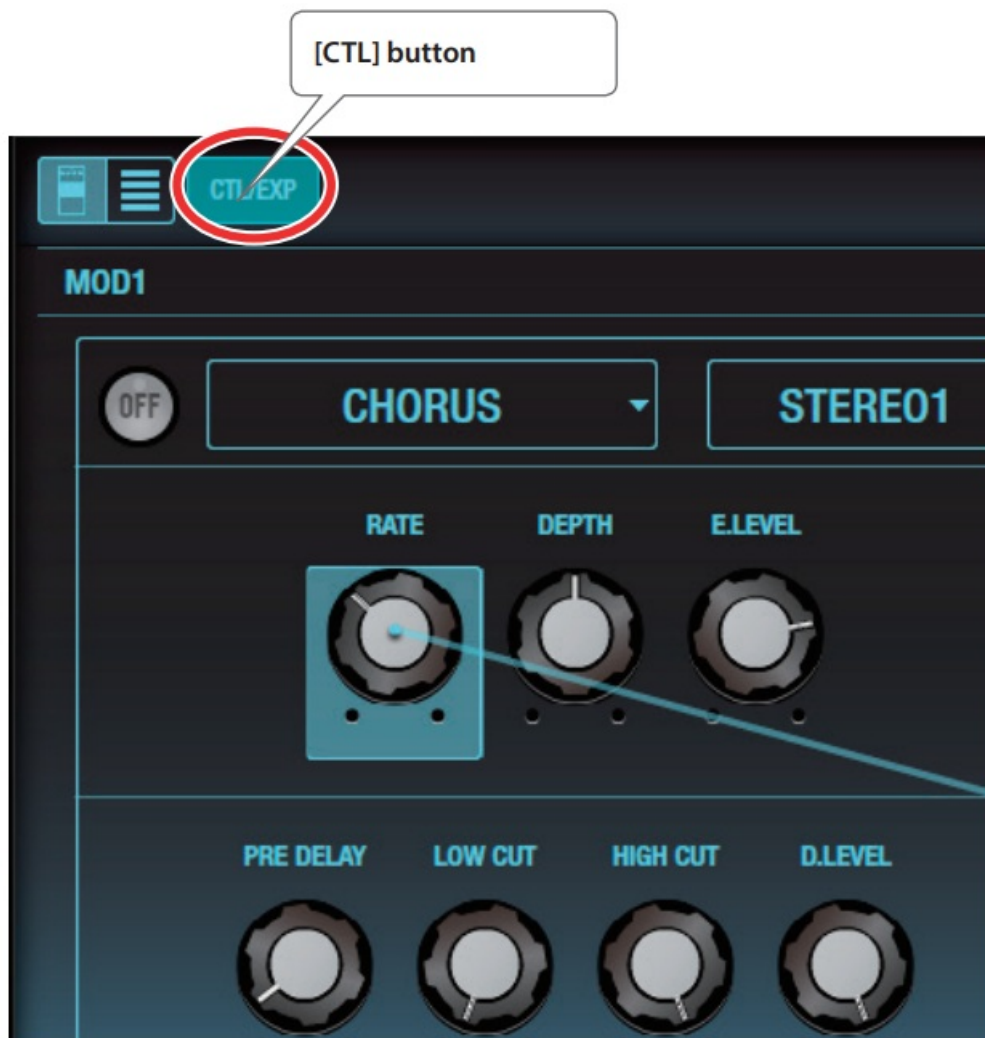 [CTL] button
CTL/EXP
MOD1
OFF
CHORUS
STEREO1
RATE DEPTH E.LEVEL
PRE DELAY LOW CUT HIGH CUT D.LEVEL